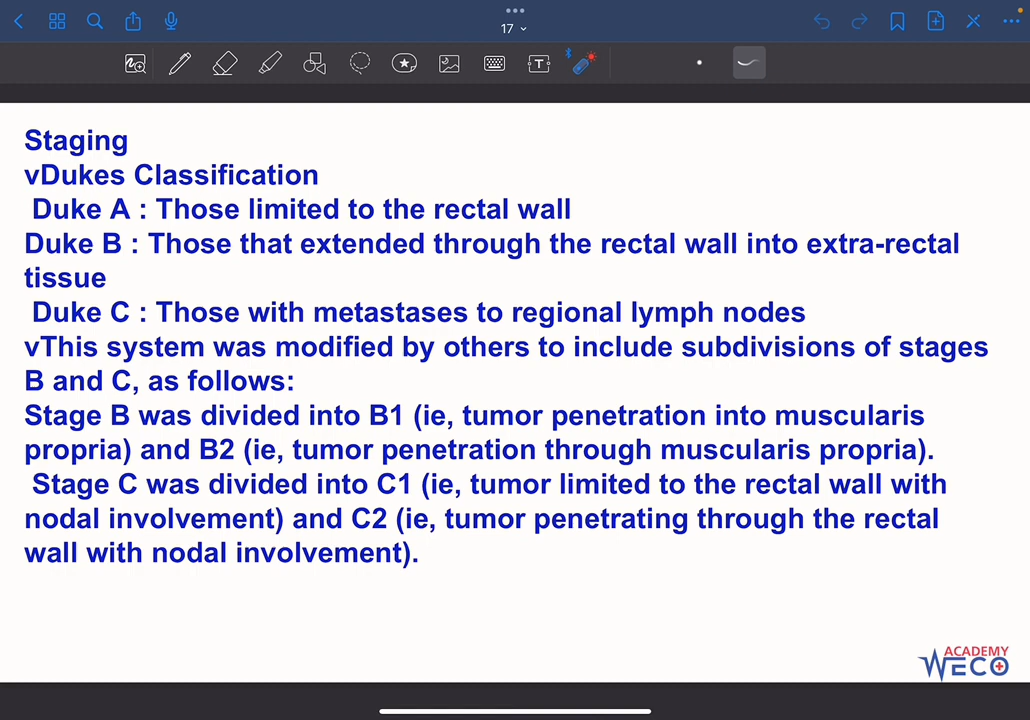 17
T
Staging
vDukes Classification
Duke A : Those limited to the rectal wall
Duke B : Those that extended through the rectal wall into extra-rectal
tissue
Duke C : Those with metastases to regional lymph nodes
vThis system was modified by others to include subdivisions of stages
B and C, as follows:
Stage B was divided into B1 (ie, tumor penetration into muscularis
propria) and B2 (ie, tumor penetration through muscularis propria).
Stage C was divided into C1 (ie, tumor limited to the rectal wall with
nodal involvement) and C2 (ie, tumor penetrating through the rectal
wall with nodal involvement).
ACADEMY
WECO